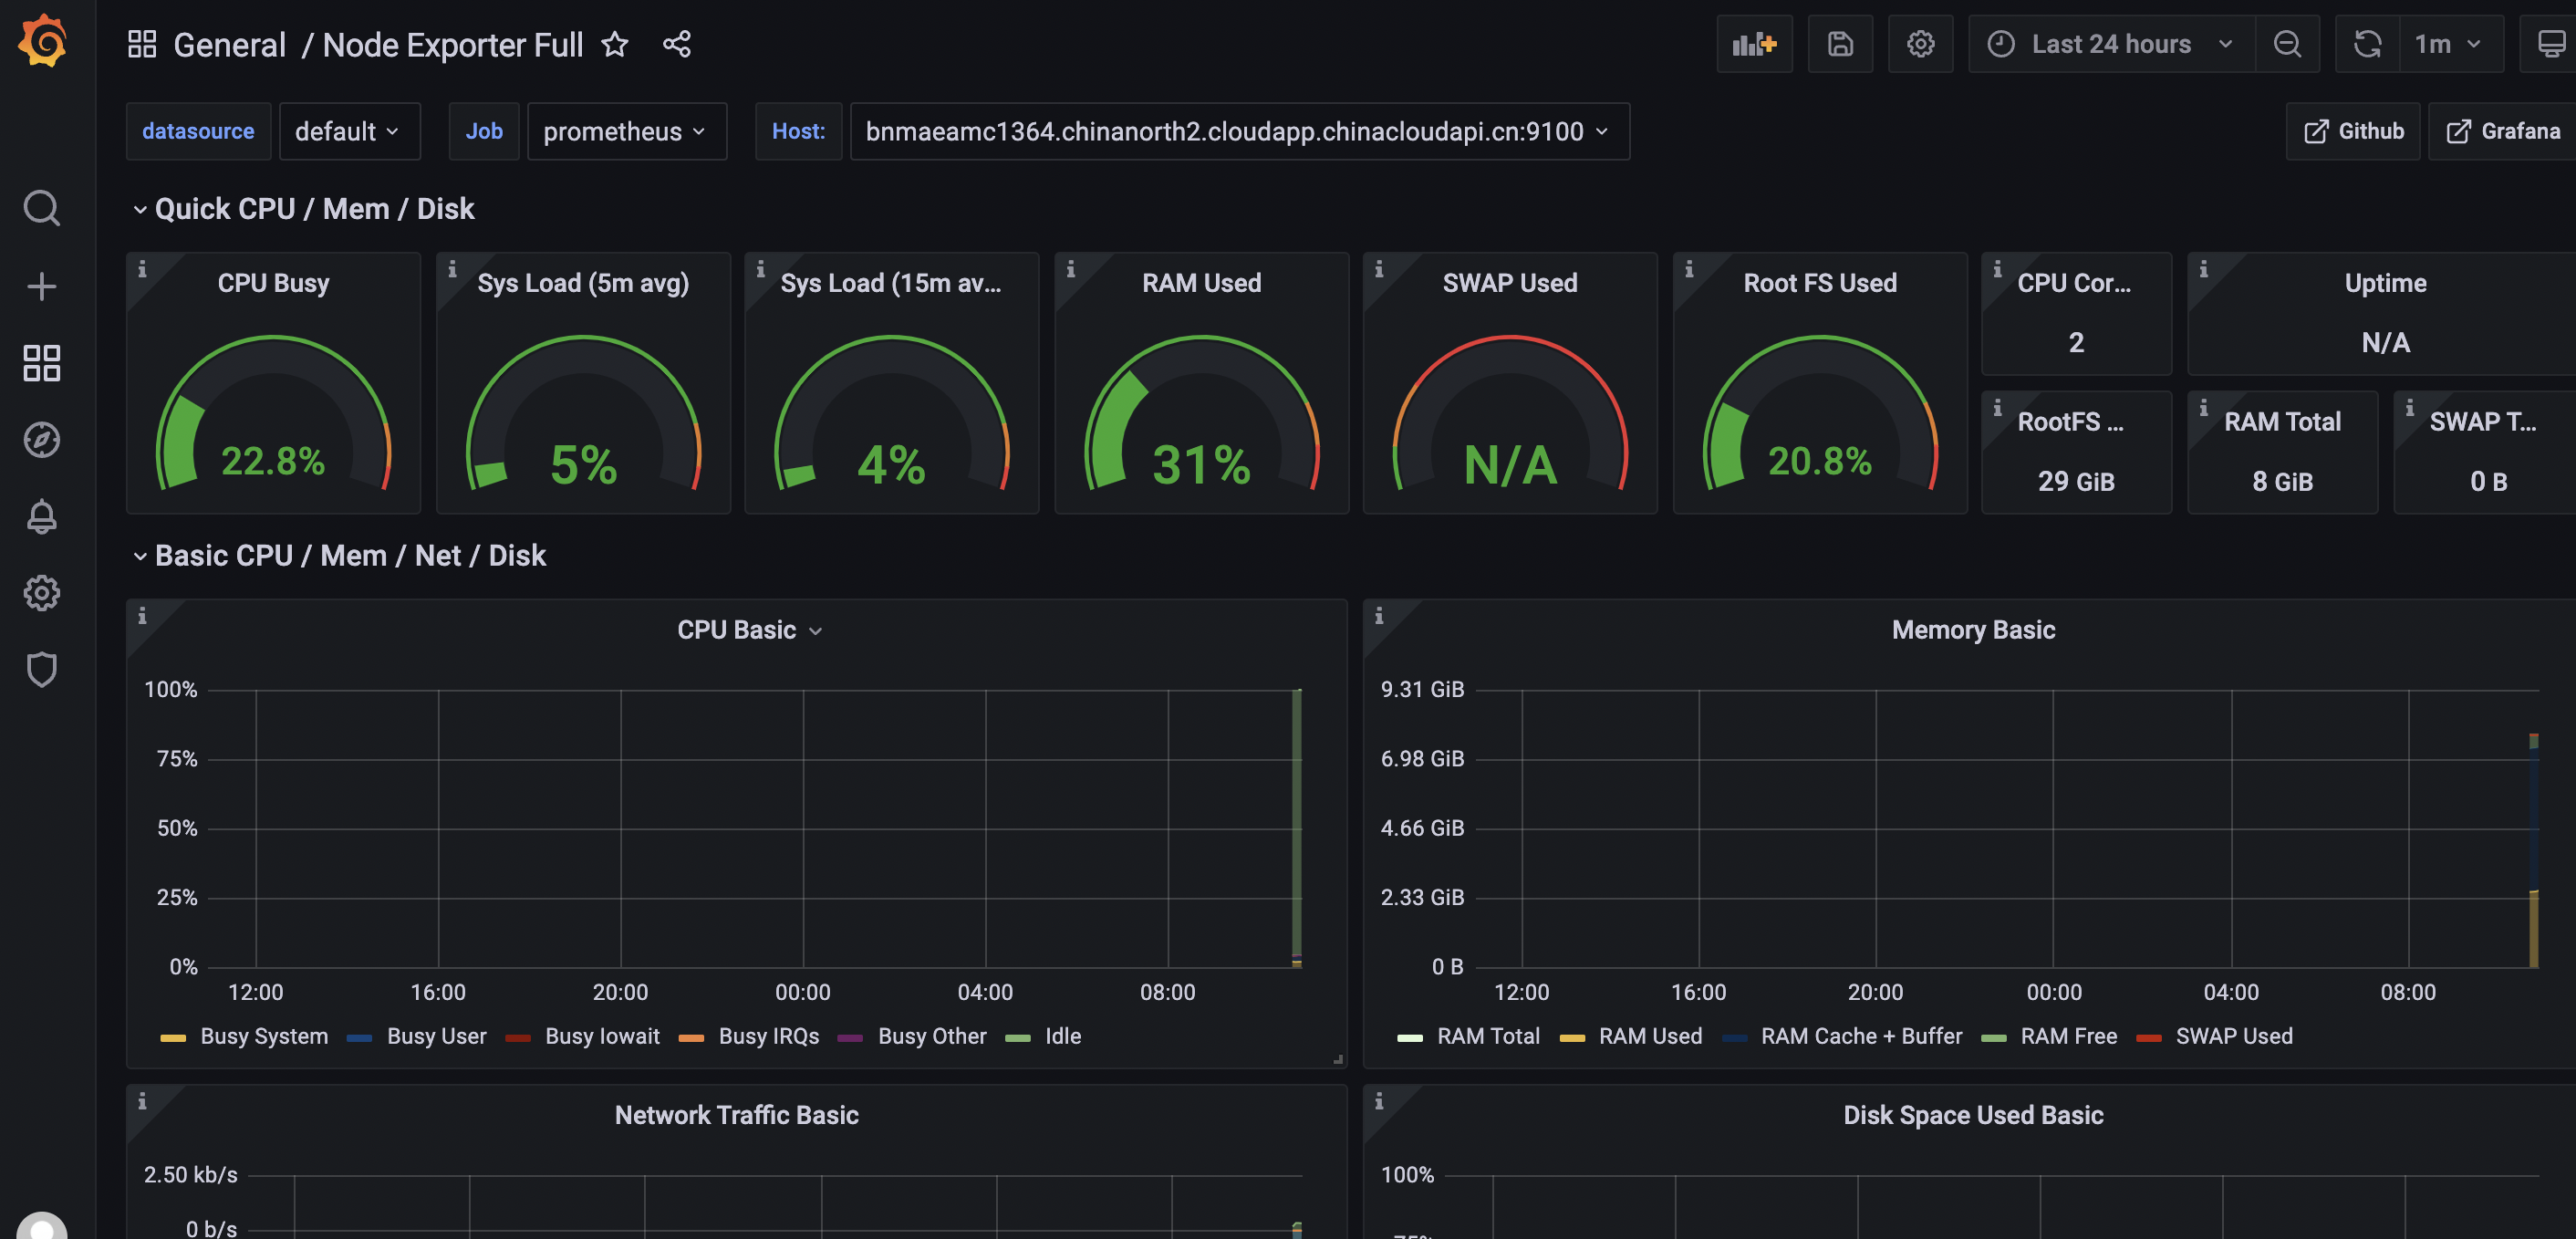 General / Node Exporter Full
Last 24 hours
1m
datasource default Job prometheus Host: bnmaeamc1364.chinanorth2.cloudapp.chinacloudapi.cn:9100 Github Grafana
Quick CPU / Mem / Disk
CPU Busy
22.8%
Sys Load (5m avg)
5%
Sys Load (15m av...
4%
RAM Used
31%
SWAP Used
N/A
Root FS Used
20.8%
CPU Cor...
2
Uptime
N/A
RootFS ...
29 GiB
RAM Total
8 GiB
SWAP T...
0 B
Basic CPU / Mem / Net / Disk
CPU Basic
100%
75%
50%
25%
0%
12:00 16:00 20:00 00:00 04:00 08:00
Busy System Busy User Busy Iowait Busy IRQs Busy Other Idle
Memory Basic
9.31 GiB
6.98 GiB
4.66 GiB
2.33 GiB
0 B
12:00 16:00 20:00 00:00 04:00 08:00
RAM Total RAM Used RAM Cache + Buffer RAM Free SWAP Used
Network Traffic Basic
2.50 kb/s
0 b/s
Disk Space Used Basic
100%